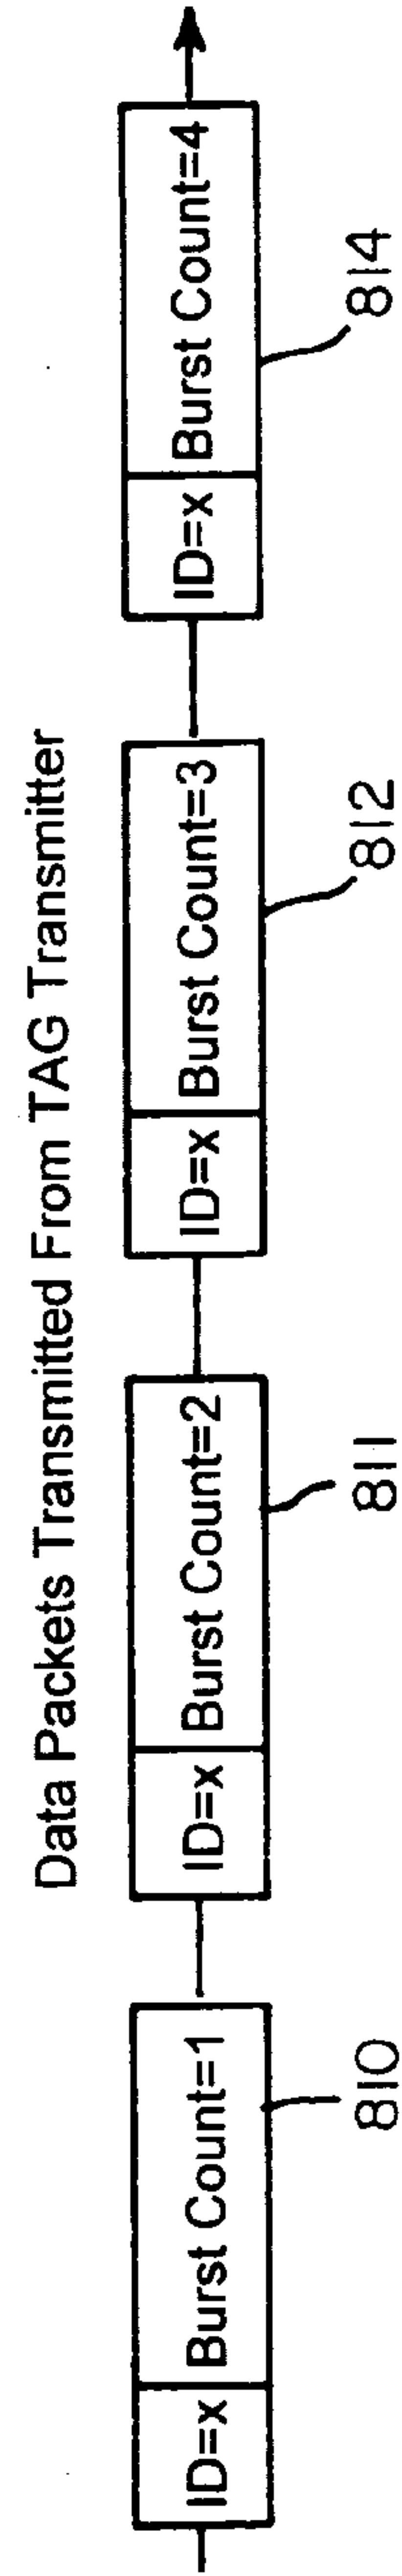 Data Packets Transmitted From TAG Transmitter
ID=x Burst Count=1
ID=x Burst Count=2
ID=x Burst Count=3
ID=x Burst Count=4
810
811
812
814